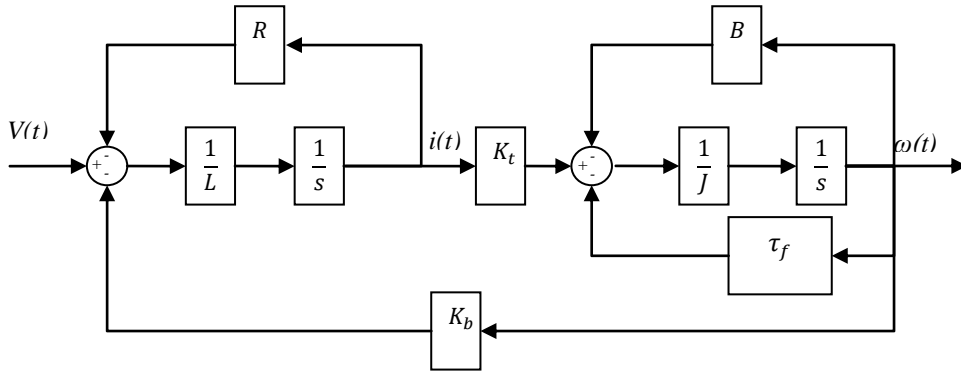 R
B
V(t)
+
-
-
1
L
1
s
i(t)
K_t
+
-
-
1
J
1
s
ω(t)
τ_f
K_b